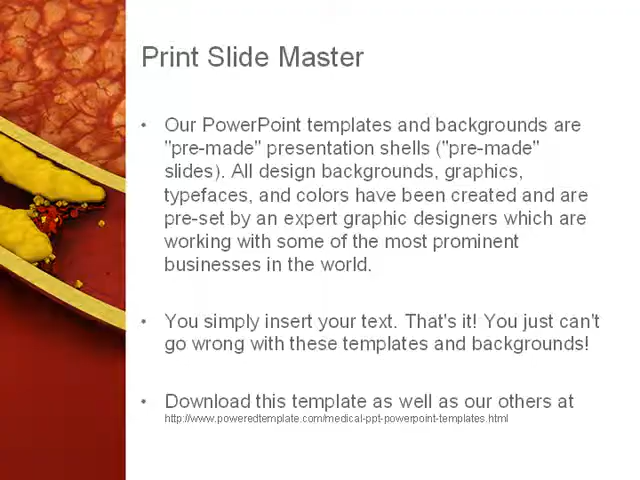 Print Slide Master
• Our PowerPoint templates and backgrounds are
"pre-made" presentation shells ("pre-made"
slides). All design backgrounds, graphics,
typefaces, and colors have been created and are
pre-set by an expert graphic designers which are
working with some of the most prominent
businesses in the world.
• You simply insert your text. That's it! You just can't
go wrong with these templates and backgrounds!
• Download this template as well as our others at
http://www.poweredtemplate.com/medical-ppt-powerpoint-templates.html